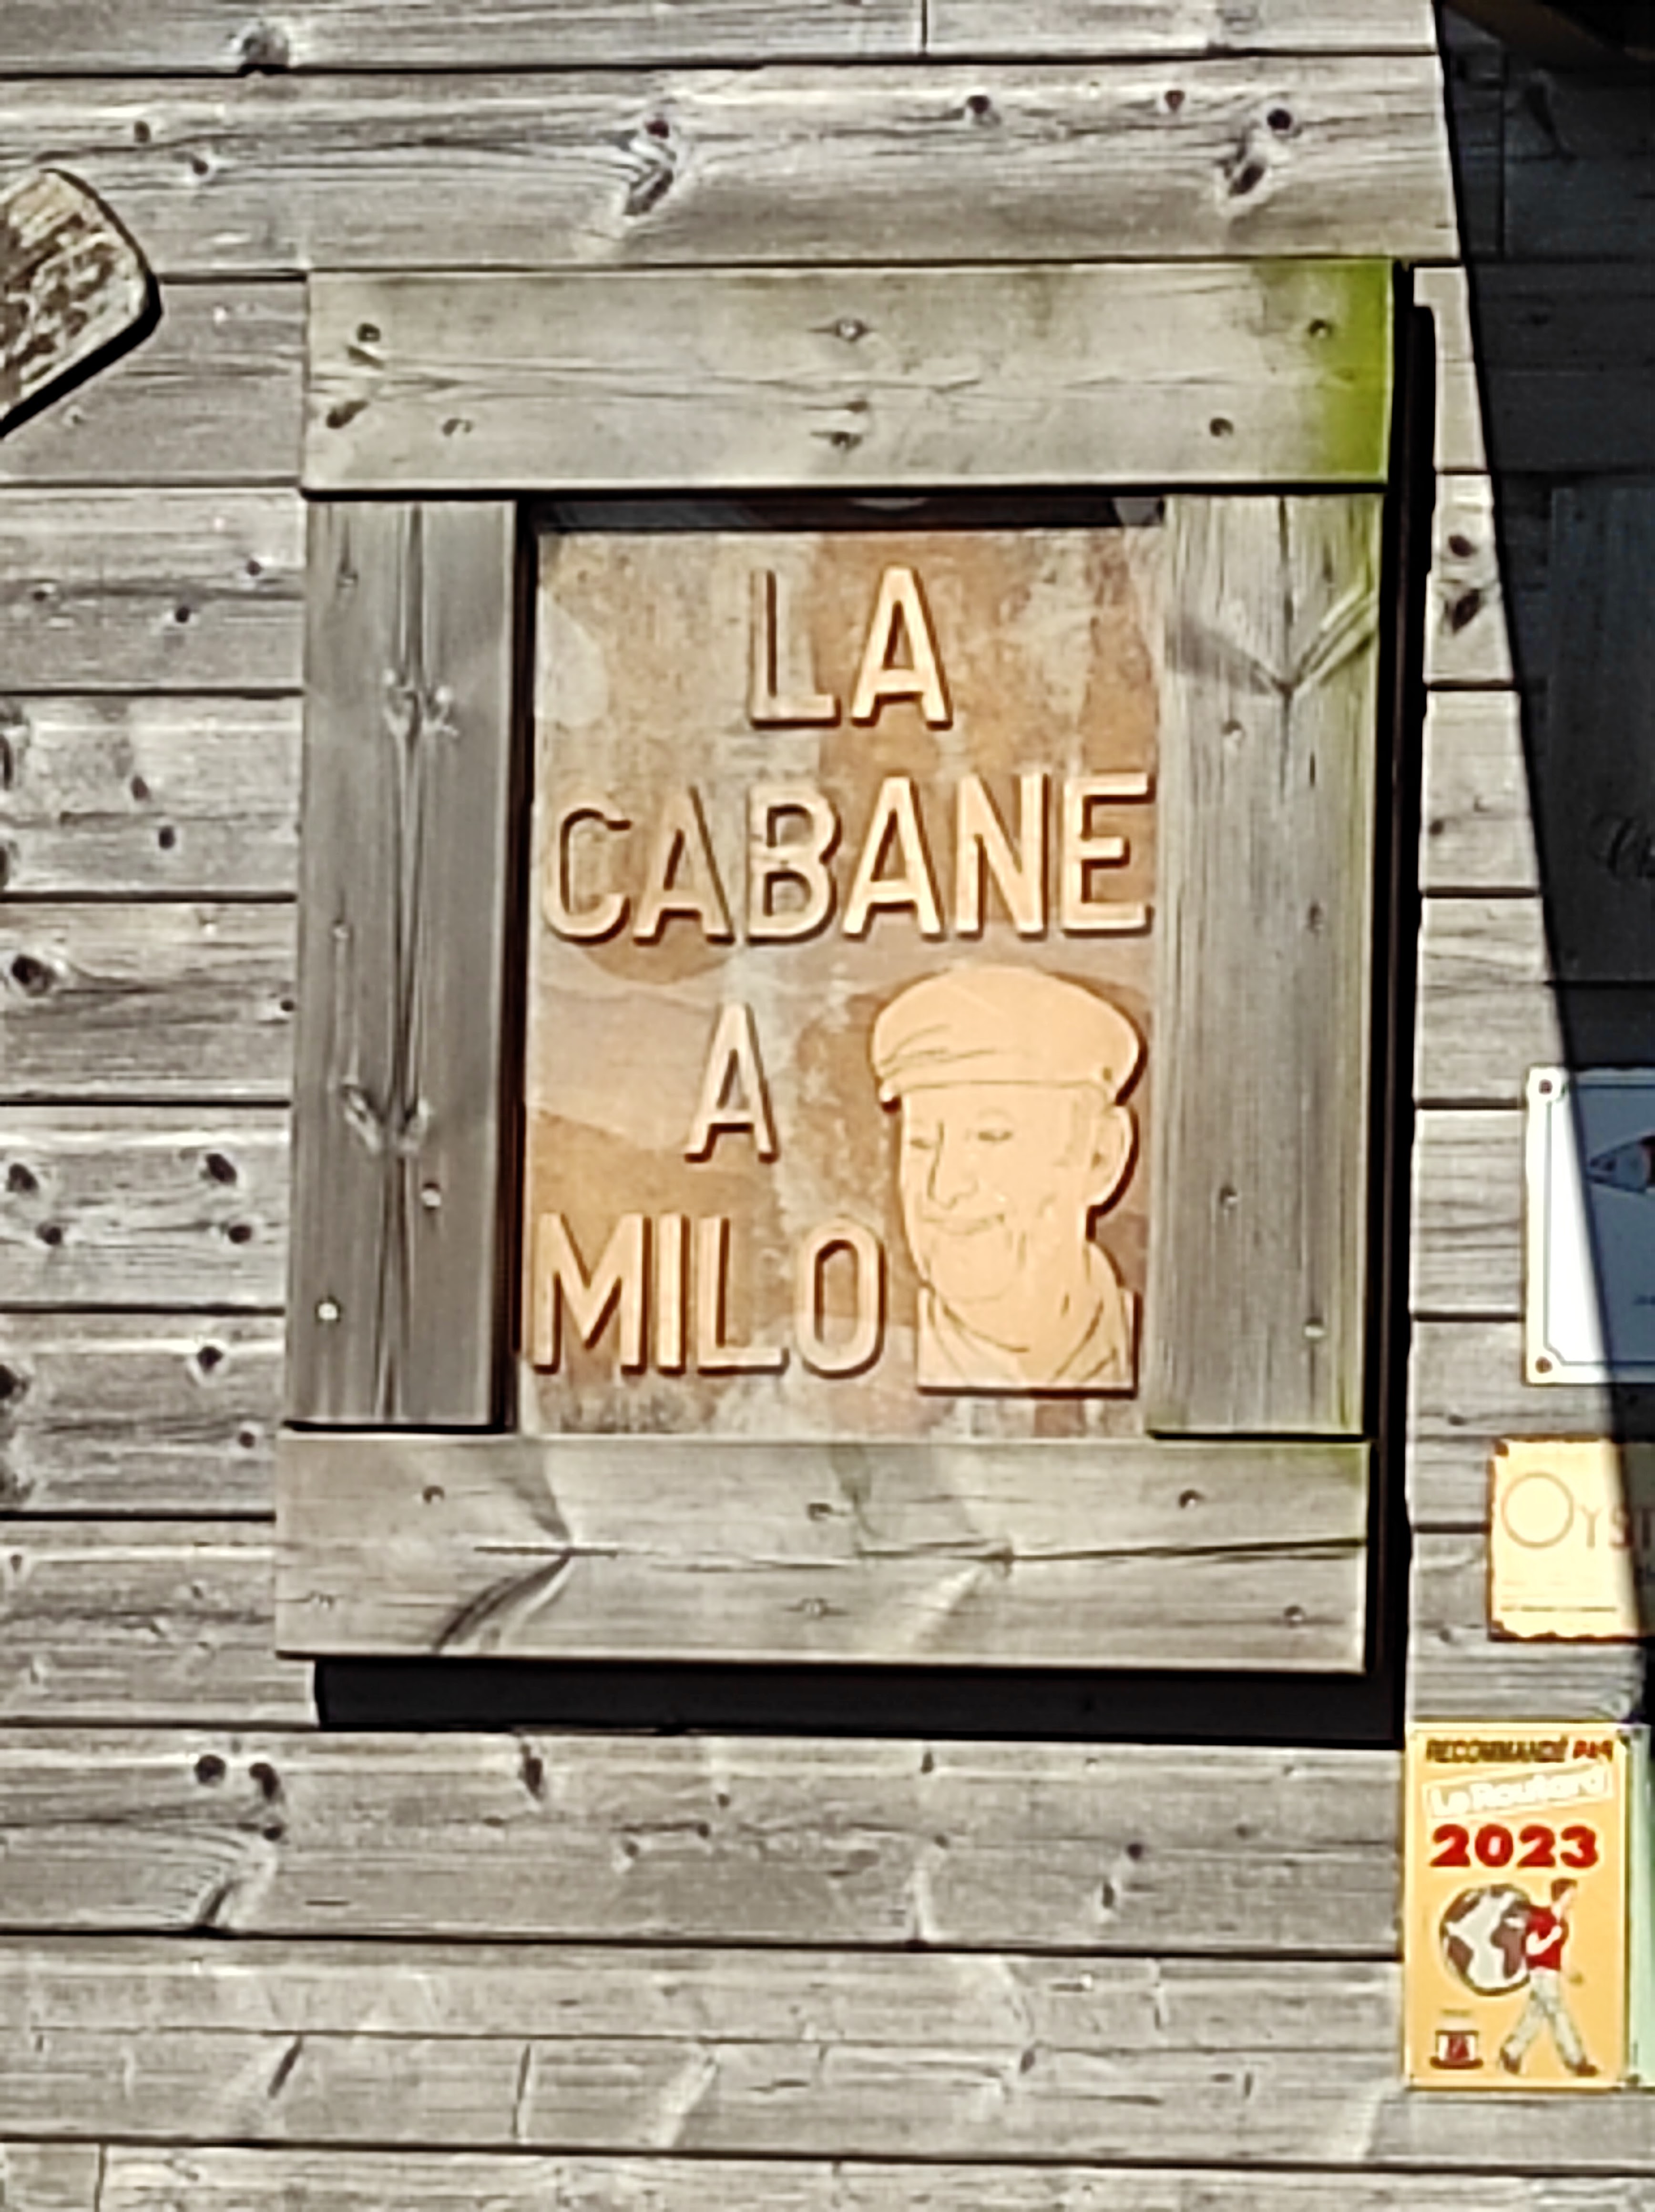 LA
CABANE
A
MILO
RECOMMANDÉ PAR
Le Routard
2023